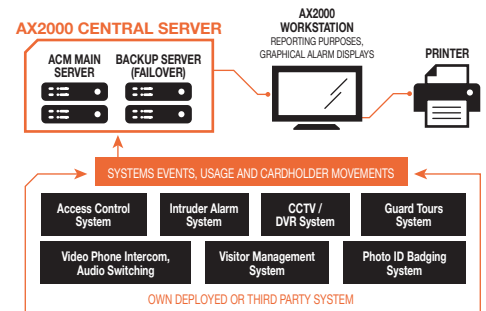 AX2000 CENTRAL SERVER
ACM MAIN
SERVER
BACKUP SERVER
(FAILOVER)
AX2000
WORKSTATION
REPORTING PURPOSES,
GRAPHICAL ALARM DISPLAYS
PRINTER
SYSTEMS EVENTS, USAGE AND CARDHOLDER MOVEMENTS
Access Control
System
Intruder Alarm
System
CCTV /
DVR System
Guard Tours
System
Video Phone Intercom,
Audio Switching
Visitor Management
System
Photo ID Badging
System
OWN DEPLOYED OR THIRD PARTY SYSTEM